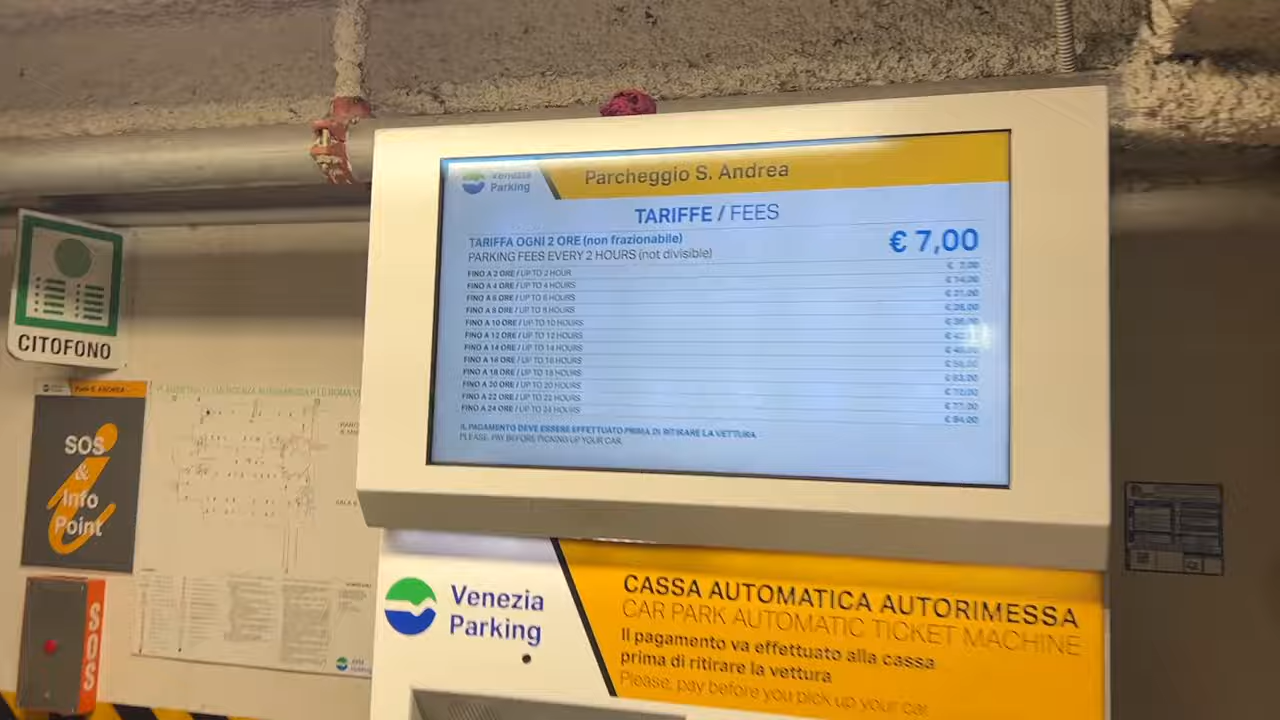 Venezia
Parking
Parcheggio S. Andrea
TARIFFE / FEES
TARIFFA OGNI 2 ORE (non frazionabile)
€ 7,00
PARKING FEES EVERY 2 HOURS (not divisible)
FINO A 2 ORE / UP TO 2 HOUR € 7,00
FINO A 4 ORE / UP TO 4 HOURS € 14,00
FINO A 6 ORE / UP TO 6 HOURS € 21,00
FINO A 8 ORE / UP TO 8 HOURS € 28,00
FINO A 10 ORE / UP TO 10 HOURS
FINO A 12 ORE / UP TO 12 HOURS
FINO A 14 ORE / UP TO 14 HOURS
FINO A 16 ORE / UP TO 16 HOURS
FINO A 18 ORE / UP TO 18 HOURS € 63,00
FINO A 20 ORE / UP TO 20 HOURS
FINO A 22 ORE / UP TO 22 HOURS € 77,00
FINO A 24 ORE / UP TO 24 HOURS € 84,00
IL PAGAMENTO DEVE ESSERE EFFETTUATO PRIMA DI RITIRARE LA VETTURA
PLEASE, PAY BEFORE PICKING UP YOUR CAR.
CITOFONO
Park S. ANDREA
SOS
&
Info
Point
SOS
Venezia
Parking
CASSA AUTOMATICA AUTORIMESSA
CAR PARK AUTOMATIC TICKET MACHINE
Il pagamento va effettuato alla cassa
prima di ritirare la vettura
Please, pay before you pick up your car